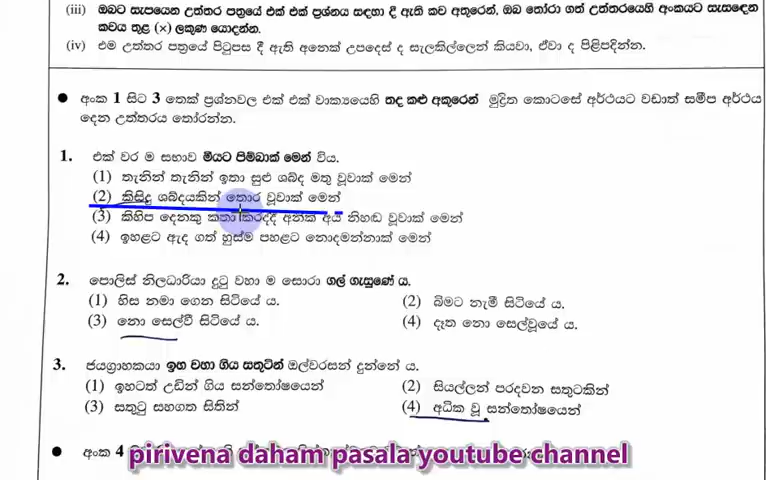 (iii) ඔබට සැපයෙන උත්තර පත්‍රයේ එක් එක් ප්‍රශ්නය සඳහා දී ඇති කව අතුරෙන්, ඔබ තෝරා ගත් උත්තරයෙහි අංකයට සැසඳෙන
කවය තුළ (×) ලකුණ යොදන්න.
(iv) එම උත්තර පත්‍රයේ පිටුපස දී ඇති අනෙක් උපදෙස් ද සැලකිල්ලෙන් කියවා, ඒවා ද පිළිපදින්න.
● අංක 1 සිට 3 තෙක් ප්‍රශ්නවල එක් එක් වාක්‍යයෙහි තද කළු අකුරෙන් මුද්‍රිත කොටසේ අර්ථයට වඩාත් සමීප අර්ථය
දෙන උත්තරය තෝරන්න.
1. එක් වර ම සභාව මීයට පිම්බාක් මෙන් විය.
(1) තැනින් තැනින් ඉතා සුළු ශබ්ද මතු වූවාක් මෙන්
(2) කිසිදු ශබ්දයකින් තොර වූවාක් මෙන්
(3) කිහිප දෙනකු කතා කරද්දී අනෙක් අය නිහඬ වූවාක් මෙන්
(4) ඉහළට ඇද ගත් හුස්ම පහළට නොදමන්නාක් මෙන්
2. පොලිස් නිලධාරියා දුටු වහා ම සොරා ගල් ගැසුණේ ය.
(1) හිස නමා ගෙන සිටියේ ය. (2) බිමට නැමී සිටියේ ය.
(3) නො සෙල්වී සිටියේ ය. (4) දෑත නො සෙල්වූයේ ය.
3. ජයග්‍රාහකයා ඉහ වහා ගිය සතුටින් ඔල්වරසන් දුන්නේ ය.
(1) ඉහටත් උඩින් ගිය සන්තෝෂයෙන් (2) සියල්ලන් පරදවන සතුටකින්
(3) සතුටු සහගත සිතින් (4) අධික වූ සන්තෝෂයෙන්
● අංක 4
pirivena daham pasala youtube channel